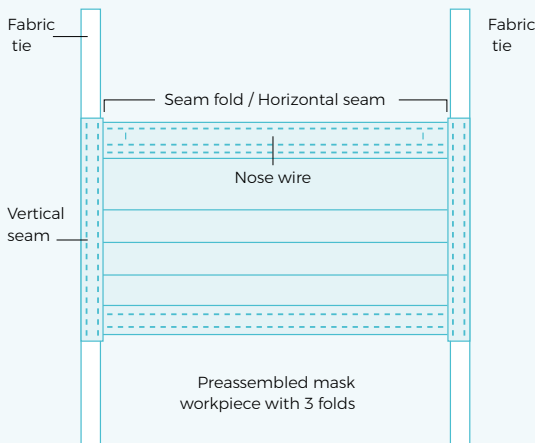 Fabric
tie
Fabric
tie
Seam fold / Horizontal seam
Nose wire
Vertical
seam
Preassembled mask
workpiece with 3 folds